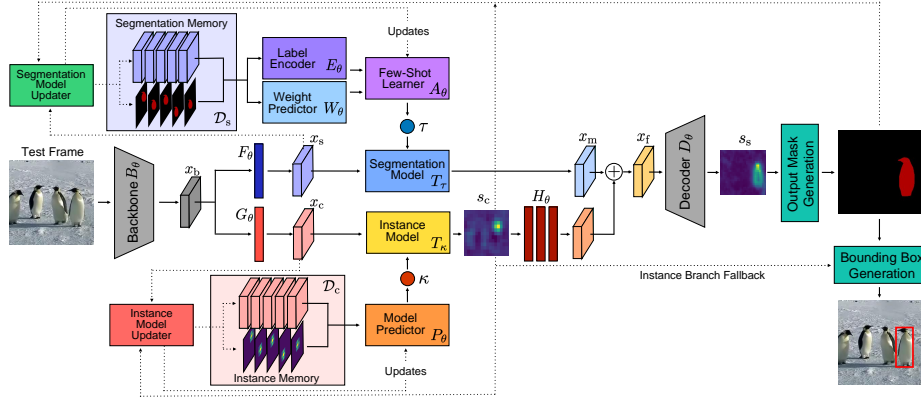 Segmentation Memory
Updates
Segmentation
Model
Updater
Label
Encoder
E_θ
Weight
Predictor
W_θ
Few-Shot
Learner
A_θ
D_s
τ
Test Frame
Backbone B_θ
x_b
F_θ
x_s
Segmentation
Model
T_τ
x_m
x_f
Decoder D_θ
s_s
Output Mask
Generation
G_θ
x_c
Instance
Model
T_κ
s_c
H_θ
κ
Bounding Box
Generation
Instance Branch Fallback
Instance
Model
Updater
D_c
Model
Predictor
P_θ
Instance Memory
Updates